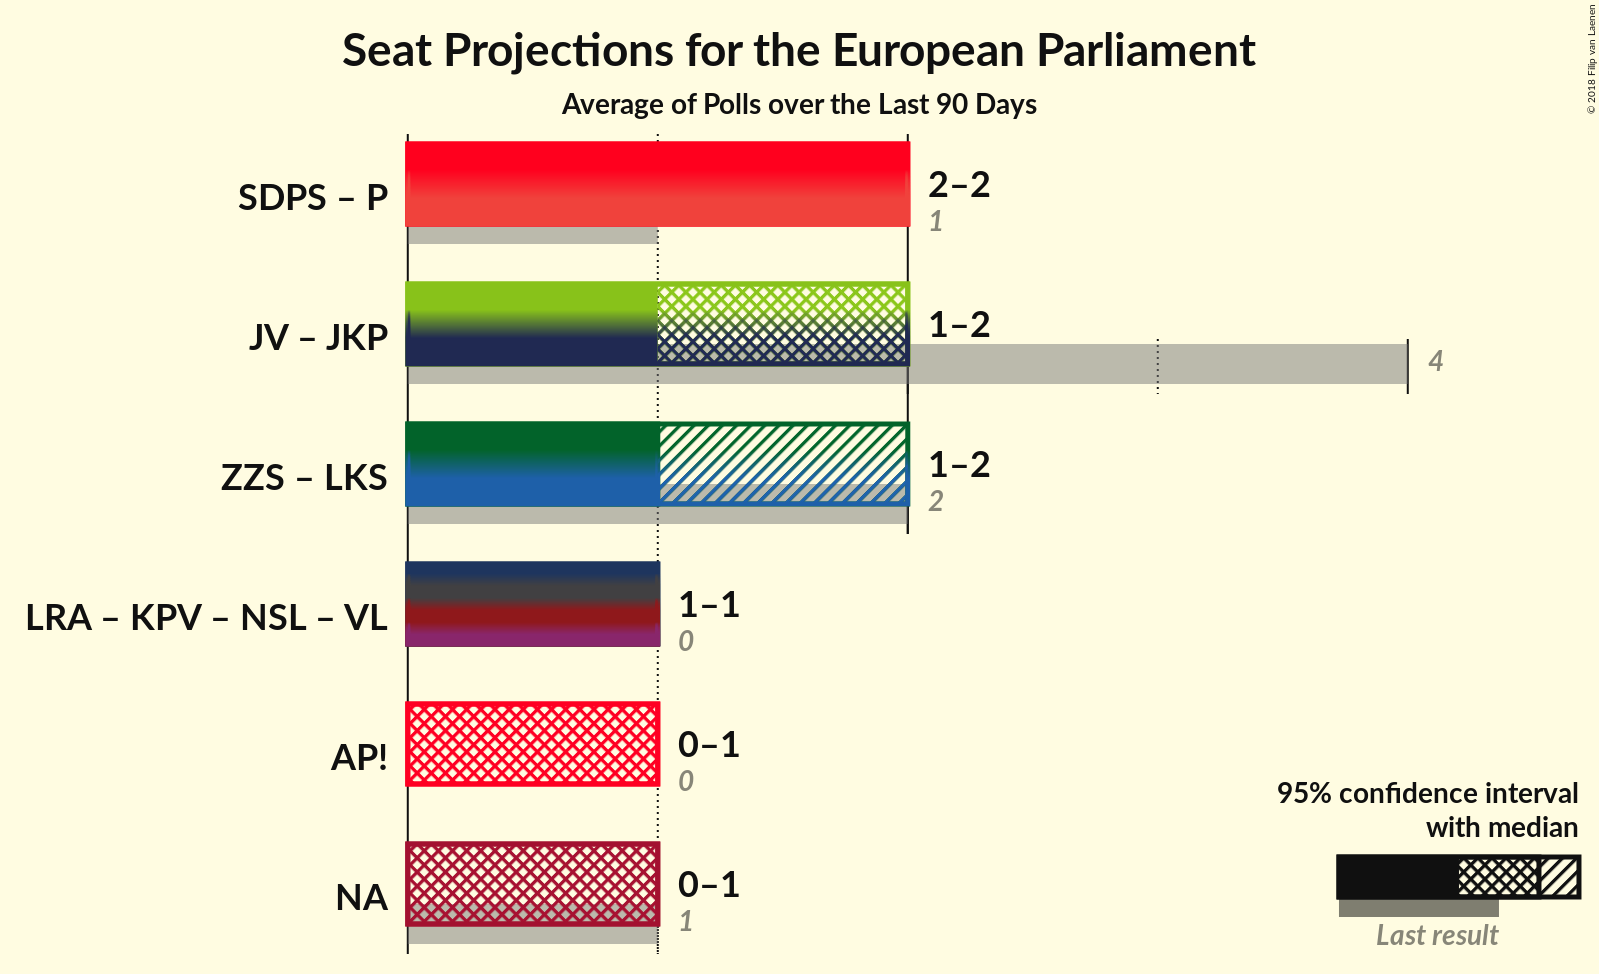 Seat Projections for the European Parliament
Average of Polls over the Last 90 Days
© 2018 Filip van Laenen
SDPS – P
2–2
1
JV – JKP
1–2
4
ZZS – LKS
1–2
2
LRA – KPV – NSL – VL
1–1
0
AP!
0–1
0
NA
0–1
1
95% confidence interval
with median
Last result